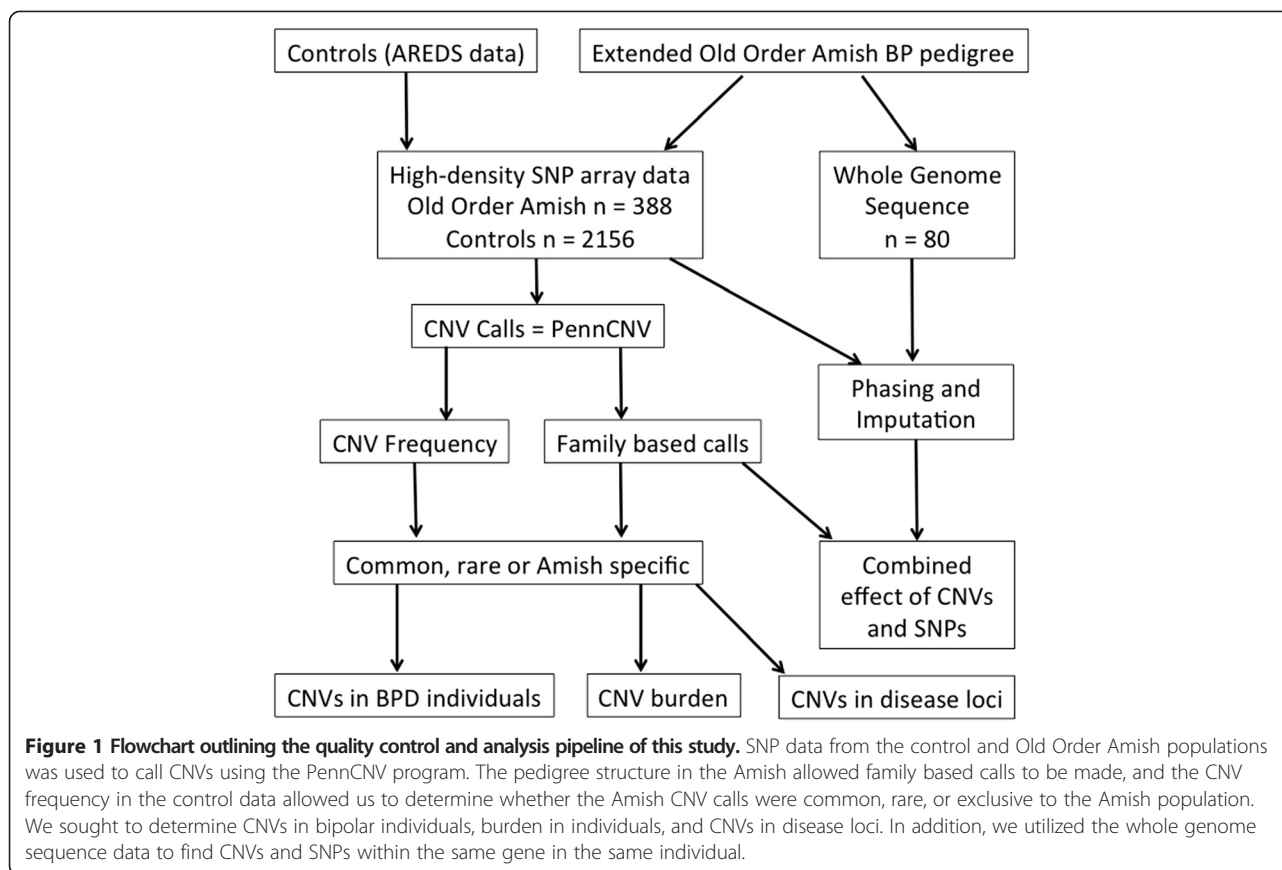 Controls (AREDS data)
Extended Old Order Amish BP pedigree
High-density SNP array data
Old Order Amish n = 388
Controls n = 2156
Whole Genome
Sequence
n = 80
CNV Calls = PennCNV
Phasing and
Imputation
CNV Frequency
Family based calls
Common, rare or Amish specific
Combined
effect of CNVs
and SNPs
CNVs in BPD individuals
CNV burden
CNVs in disease loci
Figure 1 Flowchart outlining the quality control and analysis pipeline of this study. SNP data from the control and Old Order Amish populations
was used to call CNVs using the PennCNV program. The pedigree structure in the Amish allowed family based calls to be made, and the CNV
frequency in the control data allowed us to determine whether the Amish CNV calls were common, rare, or exclusive to the Amish population.
We sought to determine CNVs in bipolar individuals, burden in individuals, and CNVs in disease loci. In addition, we utilized the whole genome
sequence data to find CNVs and SNPs within the same gene in the same individual.